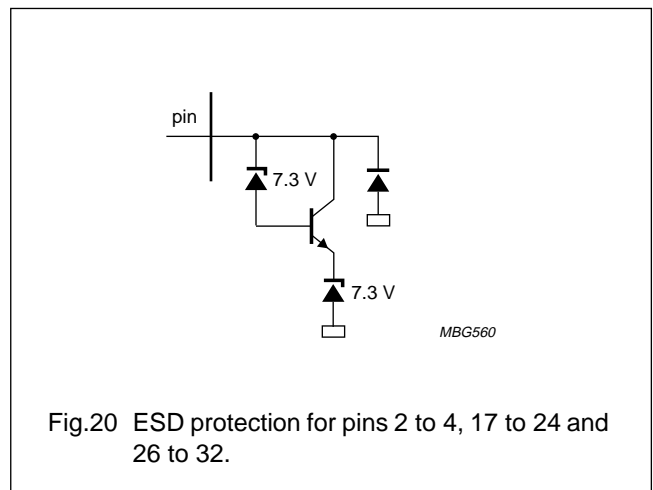 pin
7.3 V
7.3 V
MBG560
Fig.20 ESD protection for pins 2 to 4, 17 to 24 and
26 to 32.